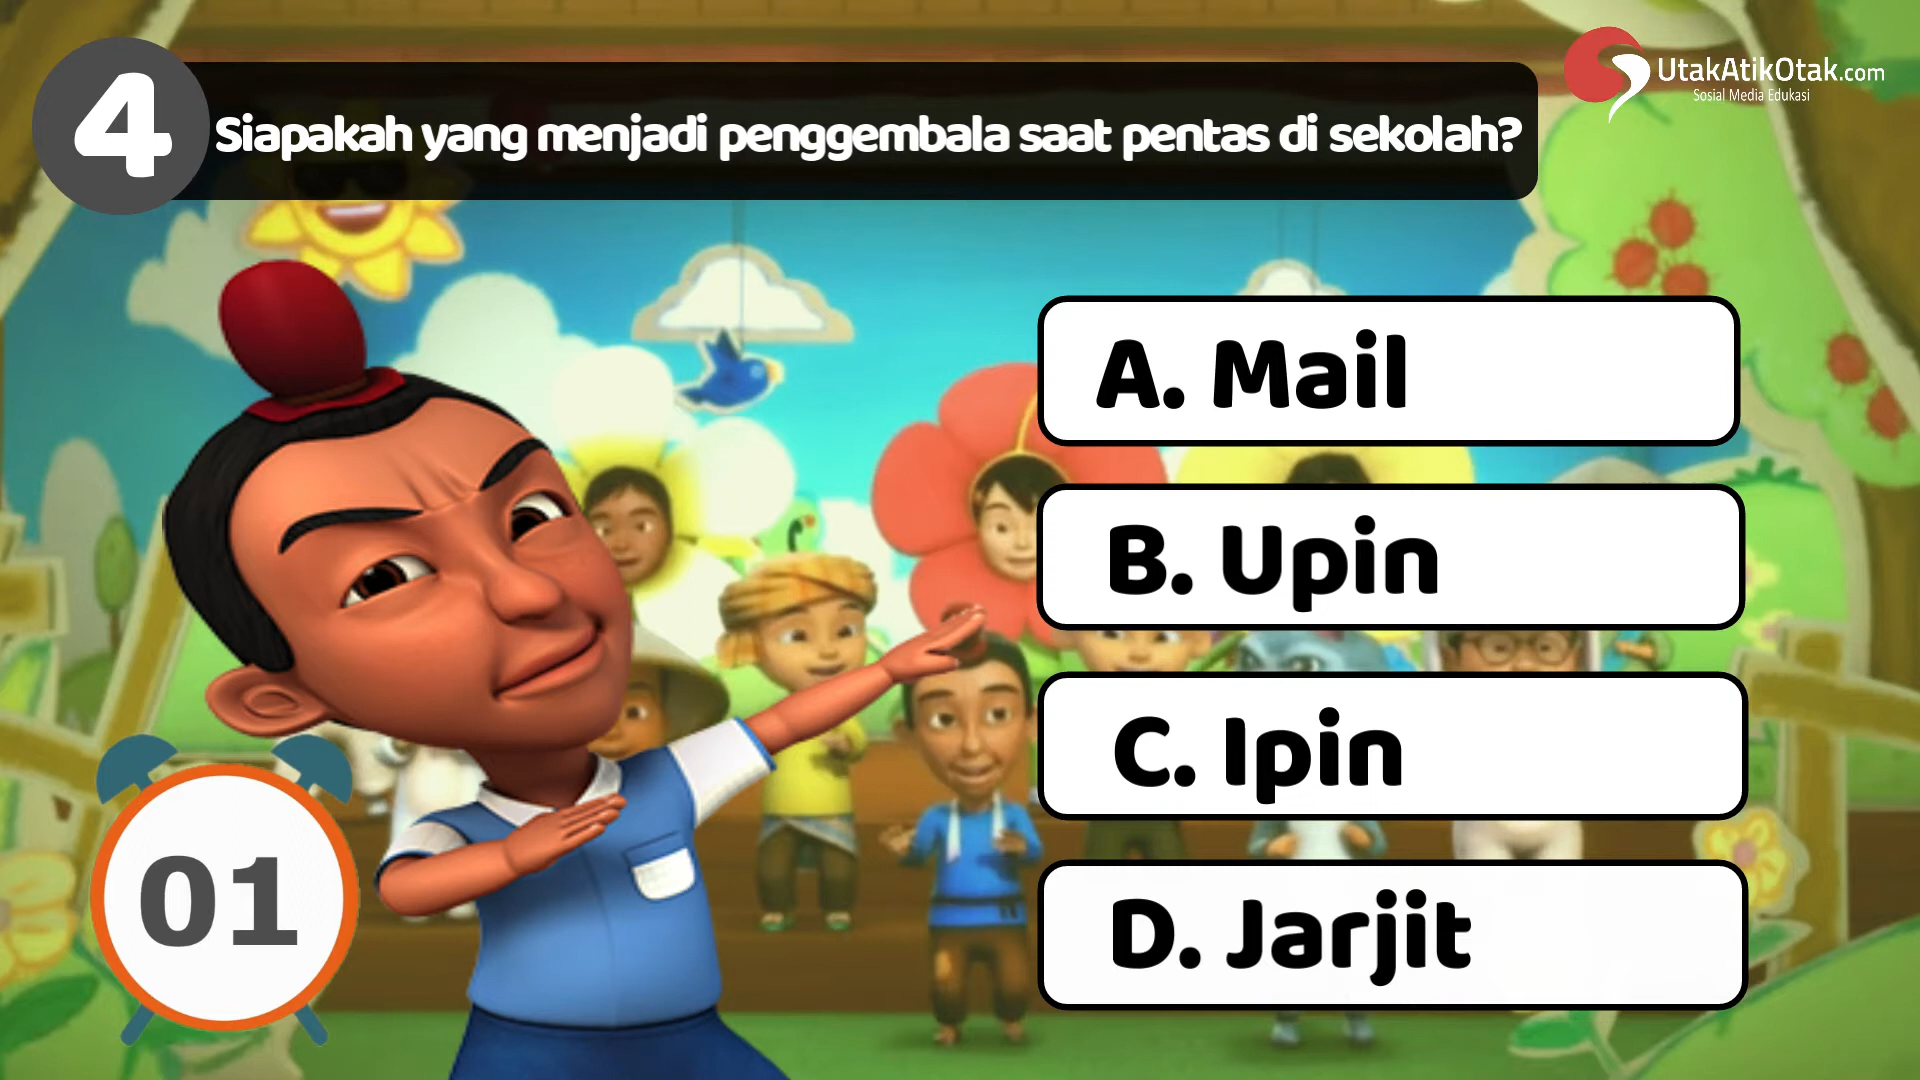 4
Siapakah yang menjadi penggembala saat pentas di sekolah?
UtakAtikOtak.com
Sosial Media Edukasi
A. Mail
B. Upin
C. Ipin
D. Jarjit
01